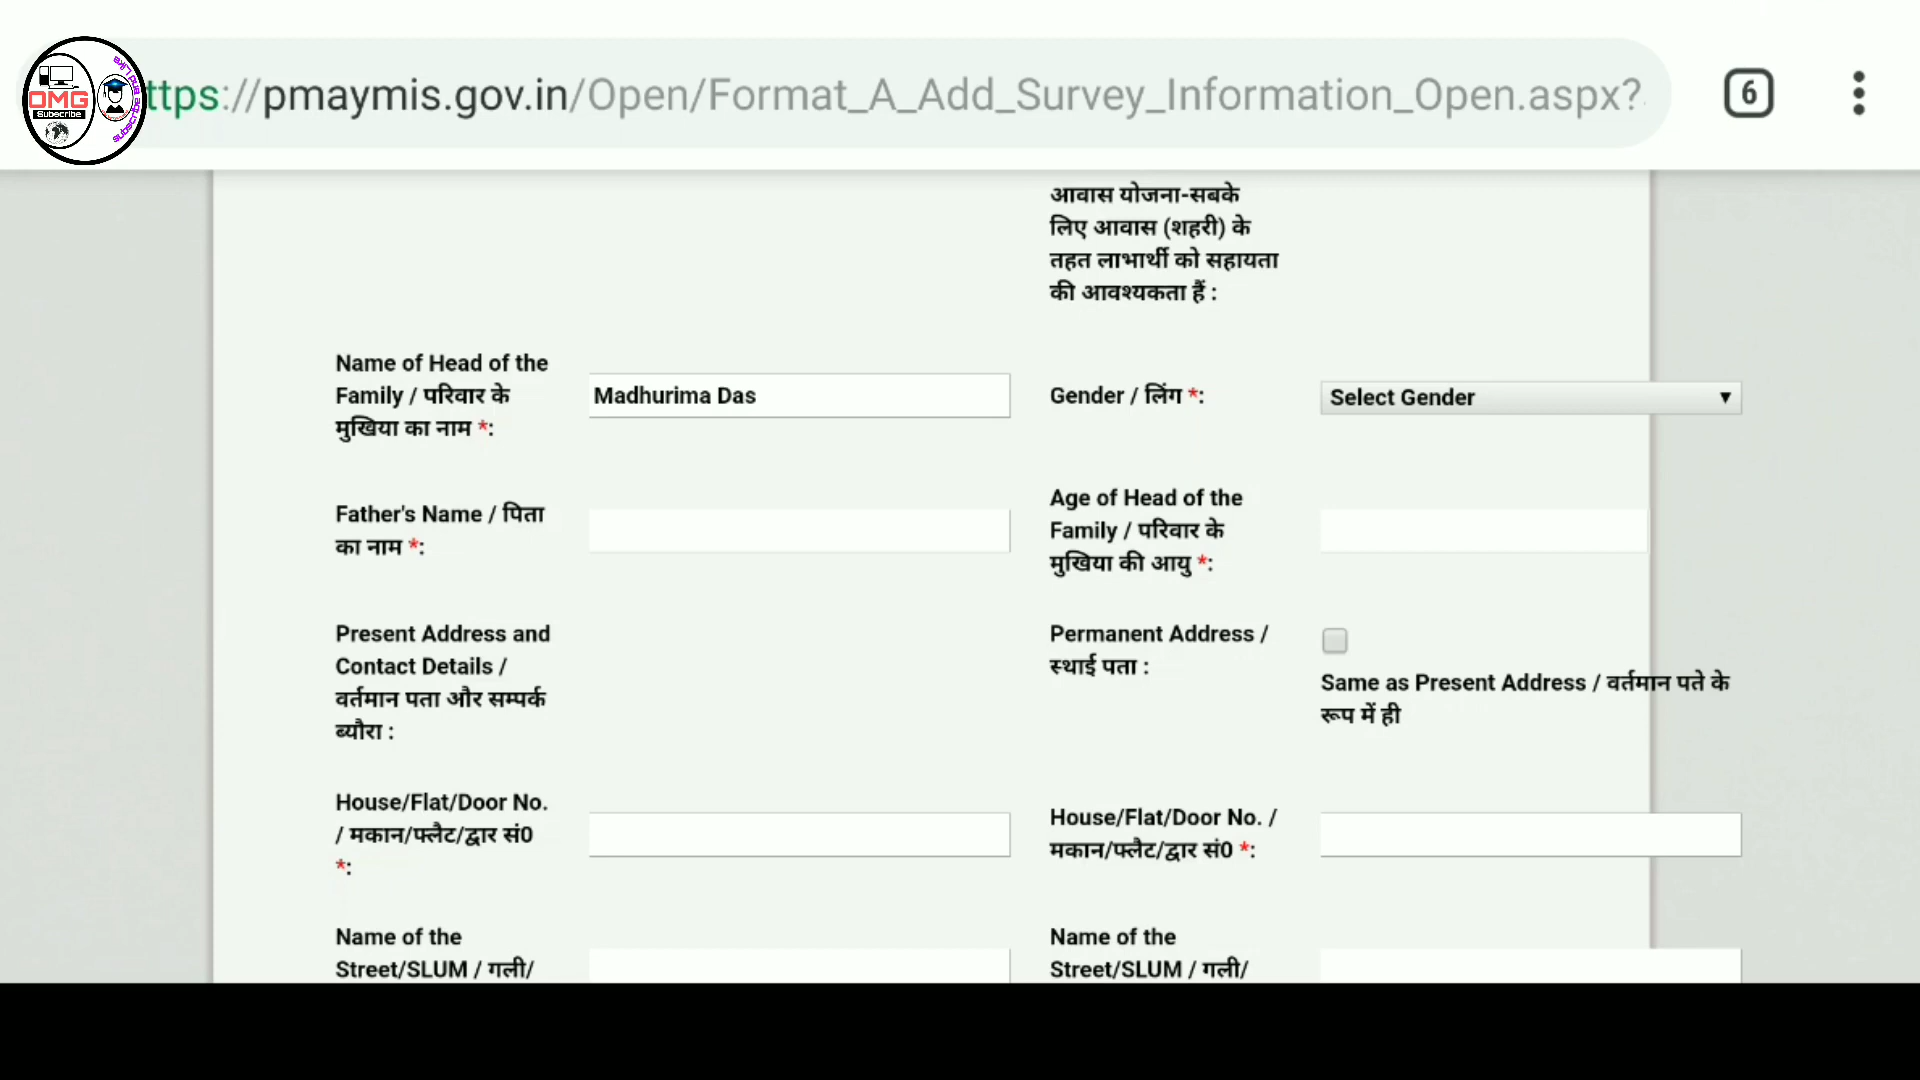 ttps://pmaymis.gov.in/Open/Format_A_Add_Survey_Information_Open.aspx?
6
OMG
Subscribe
आवास योजना-सबके
लिए आवास (शहरी) के
तहत लाभार्थी को सहायता
की आवश्यकता हैं :
Name of Head of the
Family / परिवार के
मुखिया का नाम *:
Madhurima Das
Gender / लिंग *:
Select Gender
Father's Name / पिता
का नाम *:
Age of Head of the
Family / परिवार के
मुखिया की आयु *:
Present Address and
Contact Details /
वर्तमान पता और सम्पर्क
ब्यौरा :
Permanent Address /
स्थाई पता :
Same as Present Address / वर्तमान पते के
रूप में ही
House/Flat/Door No.
/ मकान/फ्लैट/द्वार सं0
*:
House/Flat/Door No. /
मकान/फ्लैट/द्वार सं0 *:
Name of the
Street/SLUM / गली/
Name of the
Street/SLUM / गली/